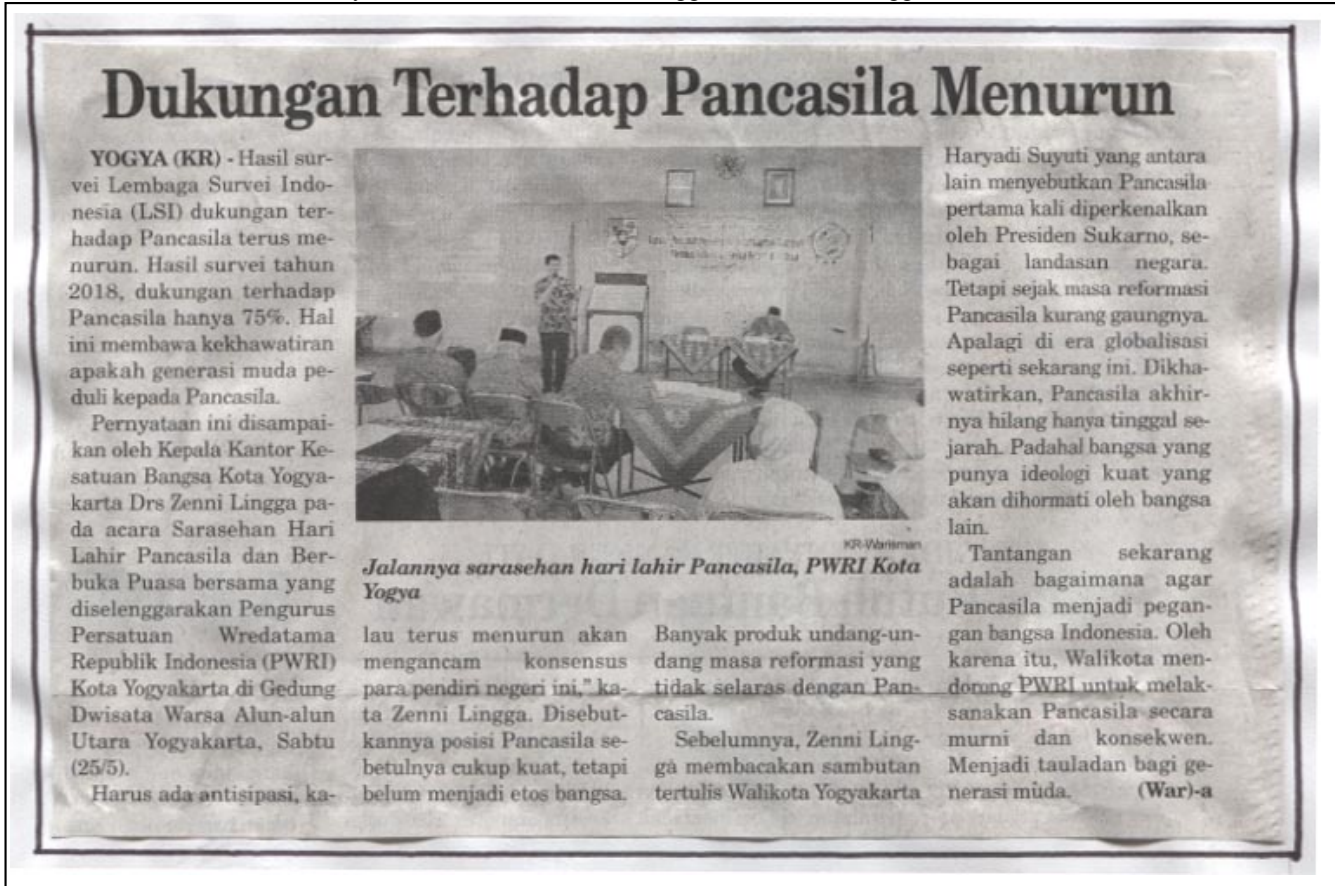 Dukungan Terhadap Pancasila Menurun
YOGYA (KR) - Hasil sur-
vei Lembaga Survei Indo-
nesia (LSI) dukungan ter-
hadap Pancasila terus me-
nurun. Hasil survei tahun
2018, dukungan terhadap
Pancasila hanya 75%. Hal
ini membawa kekhawatiran
apakah generasi muda pe-
duli kepada Pancasila.
Pernyataan ini disampai-
kan oleh Kepala Kantor Ke-
satuan Bangsa Kota Yogya-
karta Drs Zenni Lingga pa-
da acara Sarasehan Hari
Lahir Pancasila dan Ber-
buka Puasa bersama yang
diselenggarakan Pengurus
Persatuan Wredatama
Republik Indonesia (PWRI)
Kota Yogyakarta di Gedung
Dwisata Warsa Alun-alun
Utara Yogyakarta, Sabtu
(25/5).
Harus ada antisipasi, ka-
KR-Warisman
Jalannya sarasehan hari lahir Pancasila, PWRI Kota
Yogya
lau terus menurun akan
mengancam konsensus
para pendiri negeri ini," ka-
ta Zenni Lingga. Disebut-
kannya posisi Pancasila se-
betulnya cukup kuat, tetapi
belum menjadi etos bangsa.
Banyak produk undang-un-
dang masa reformasi yang
tidak selaras dengan Pan-
casila.
Sebelumnya, Zenni Ling-
ga membacakan sambutan
tertulis Walikota Yogyakarta
Haryadi Suyuti yang antara
lain menyebutkan Pancasila
pertama kali diperkenalkan
oleh Presiden Sukarno, se-
bagai landasan negara.
Tetapi sejak masa reformasi
Pancasila kurang gaungnya.
Apalagi di era globalisasi
seperti sekarang ini. Dikha-
watirkan, Pancasila akhir-
nya hilang hanya tinggal se-
jarah. Padahal bangsa yang
punya ideologi kuat yang
akan dihormati oleh bangsa
lain.
Tantangan sekarang
adalah bagaimana agar
Pancasila menjadi pegan-
gan bangsa Indonesia. Oleh
karena itu, Walikota men-
dorong PWRI untuk melak-
sanakan Pancasila secara
murni dan konsekwen.
Menjadi tauladan bagi ge-
nerasi muda. (War)-a